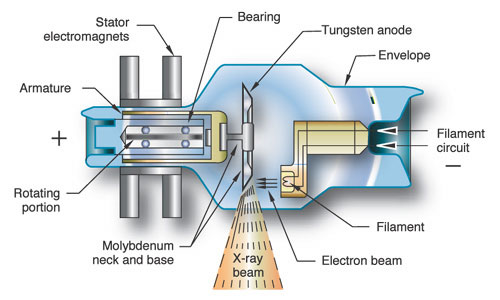 Stator
electromagnets
Bearing
Tungsten anode
Envelope
Armature
+
Filament
circuit
–
Rotating
portion
Molybdenum
neck and base
X-ray
beam
Filament
Electron beam